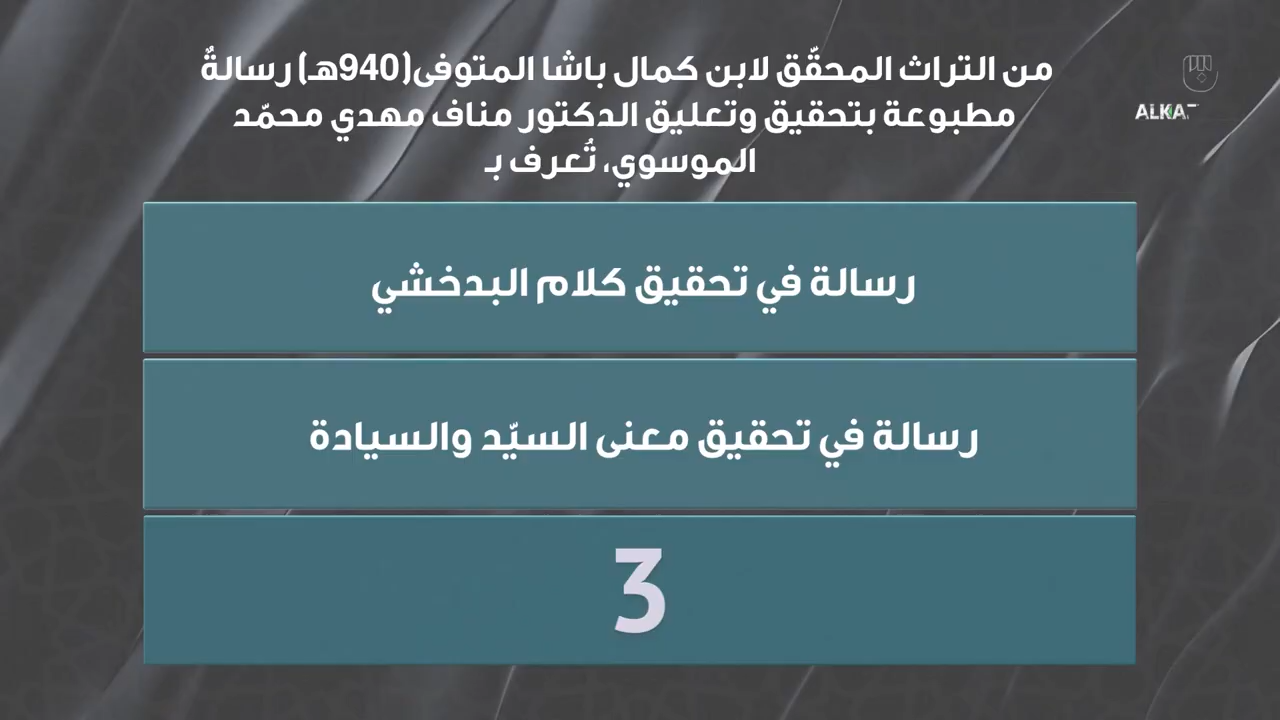 من التراث المحقّق لابن كمال باشا المتوفى(940هـ) رسالةٌ
مطبوعة بتحقيق وتعليق الدكتور مناف مهدي محمّد
الموسوي، تُعرف بـ
رسالة في تحقيق كلام البدخشي
رسالة في تحقيق معنى السيّد والسيادة
3